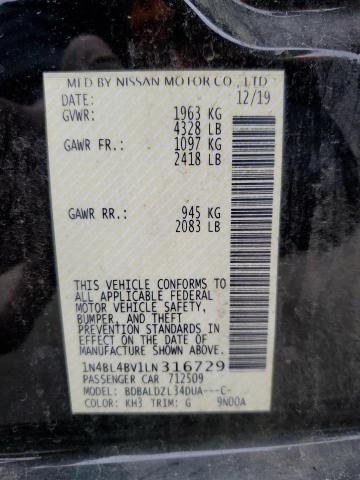 MFD BY NISSAN MOTOR CO., LTD
DATE: 12/19
GVWR: 1963 KG
4328 LB
GAWR FR.: 1097 KG
2418 LB
GAWR RR.: 945 KG
2083 LB
THIS VEHICLE CONFORMS TO
ALL APPLICABLE FEDERAL
MOTOR VEHICLE SAFETY,
BUMPER, AND THEFT
PREVENTION STANDARDS
IN EFFECT ON THE DATE
OF MANUFACTURE SHOWN
ABOVE.
1N4BL4BV1LN316729
PASSENGER CAR 712509
MODEL: BDBALDZL34DUA---C-
COLOR: KH3 TRIM: G 9N00A